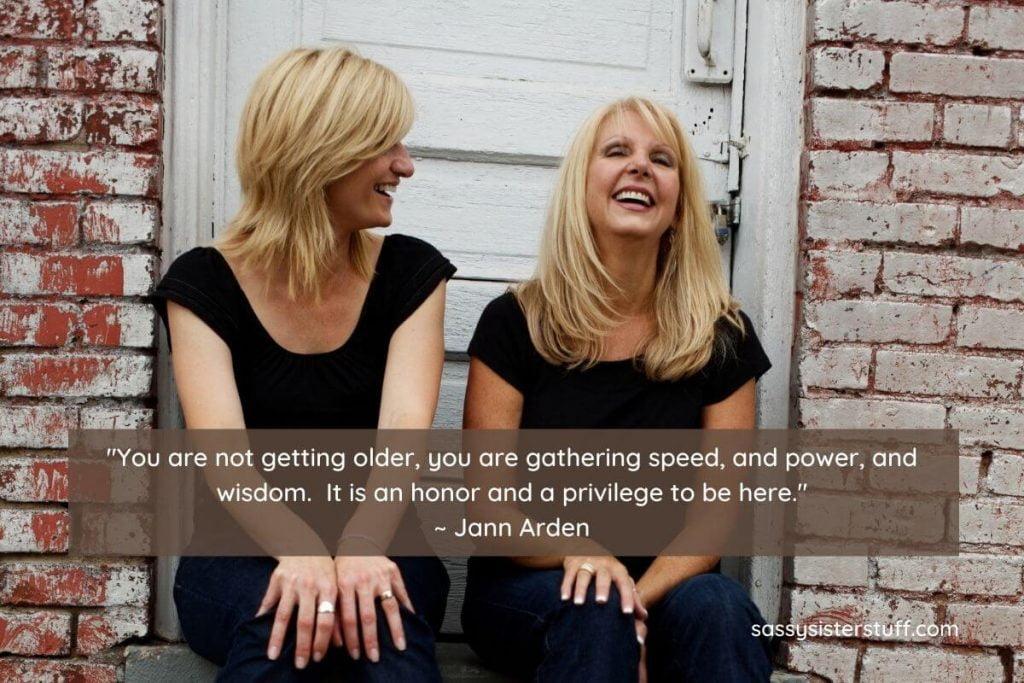 "You are not getting older, you are gathering speed, and power, and
wisdom.  It is an honor and a privilege to be here."
~ Jann Arden
sassysisterstuff.com